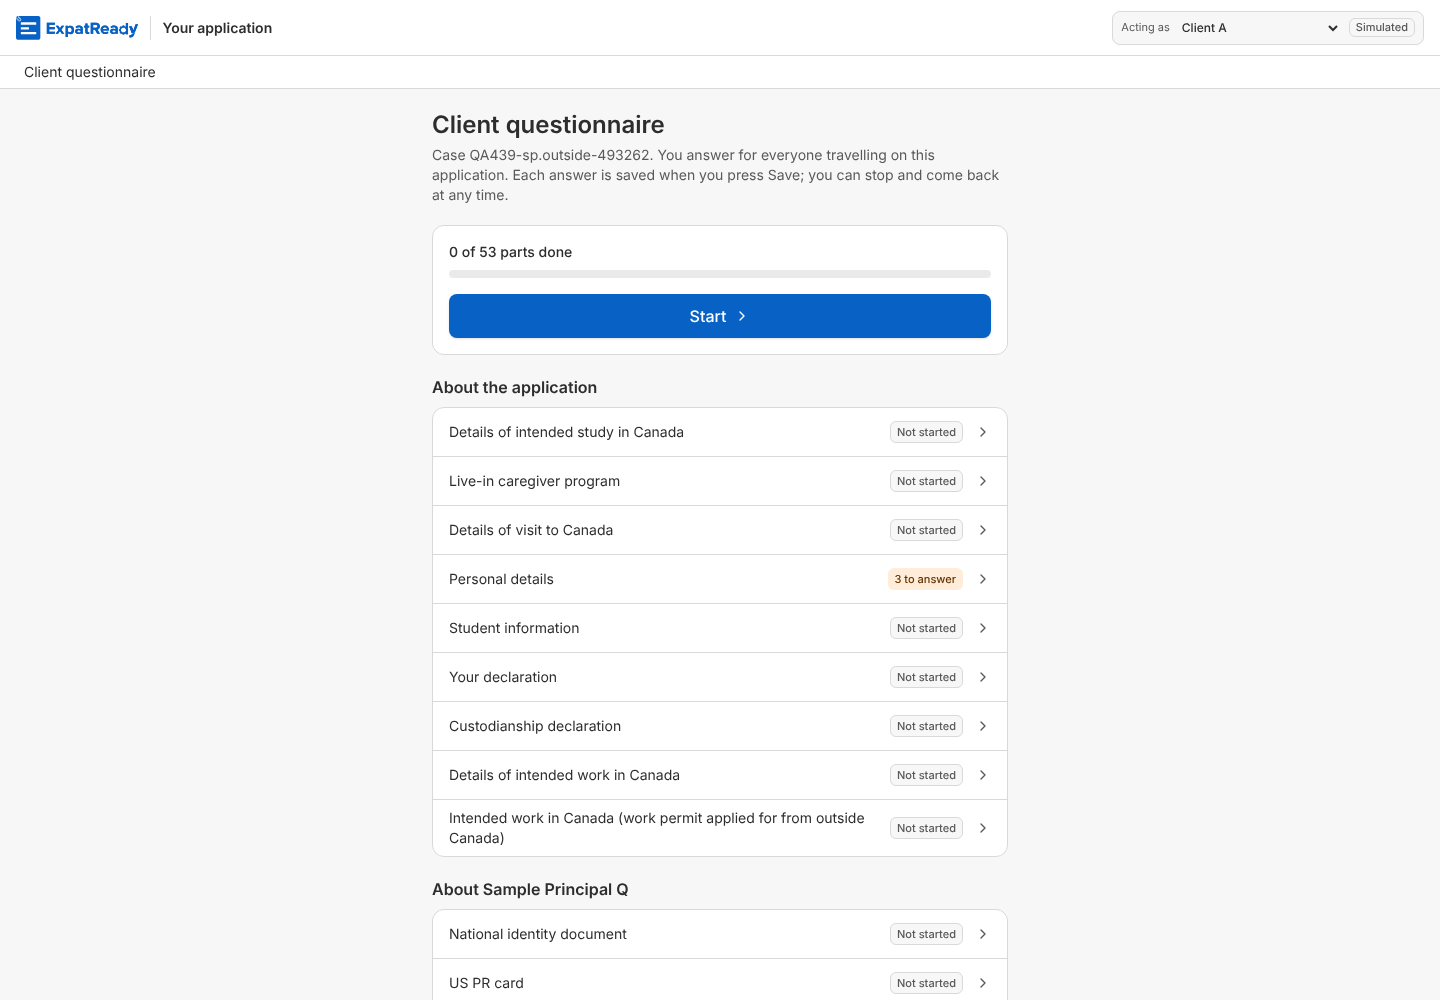 ExpatReady
Your application
Acting as Client A Simulated
Client questionnaire
Client questionnaire
Case QA439-sp.outside-493262. You answer for everyone travelling on this
application. Each answer is saved when you press Save; you can stop and come back
at any time.
0 of 53 parts done
Start
About the application
Details of intended study in Canada Not started
Live-in caregiver program Not started
Details of visit to Canada Not started
Personal details 3 to answer
Student information Not started
Your declaration Not started
Custodianship declaration Not started
Details of intended work in Canada Not started
Intended work in Canada (work permit applied for from outside
Canada) Not started
About Sample Principal Q
National identity document Not started
US PR card Not started